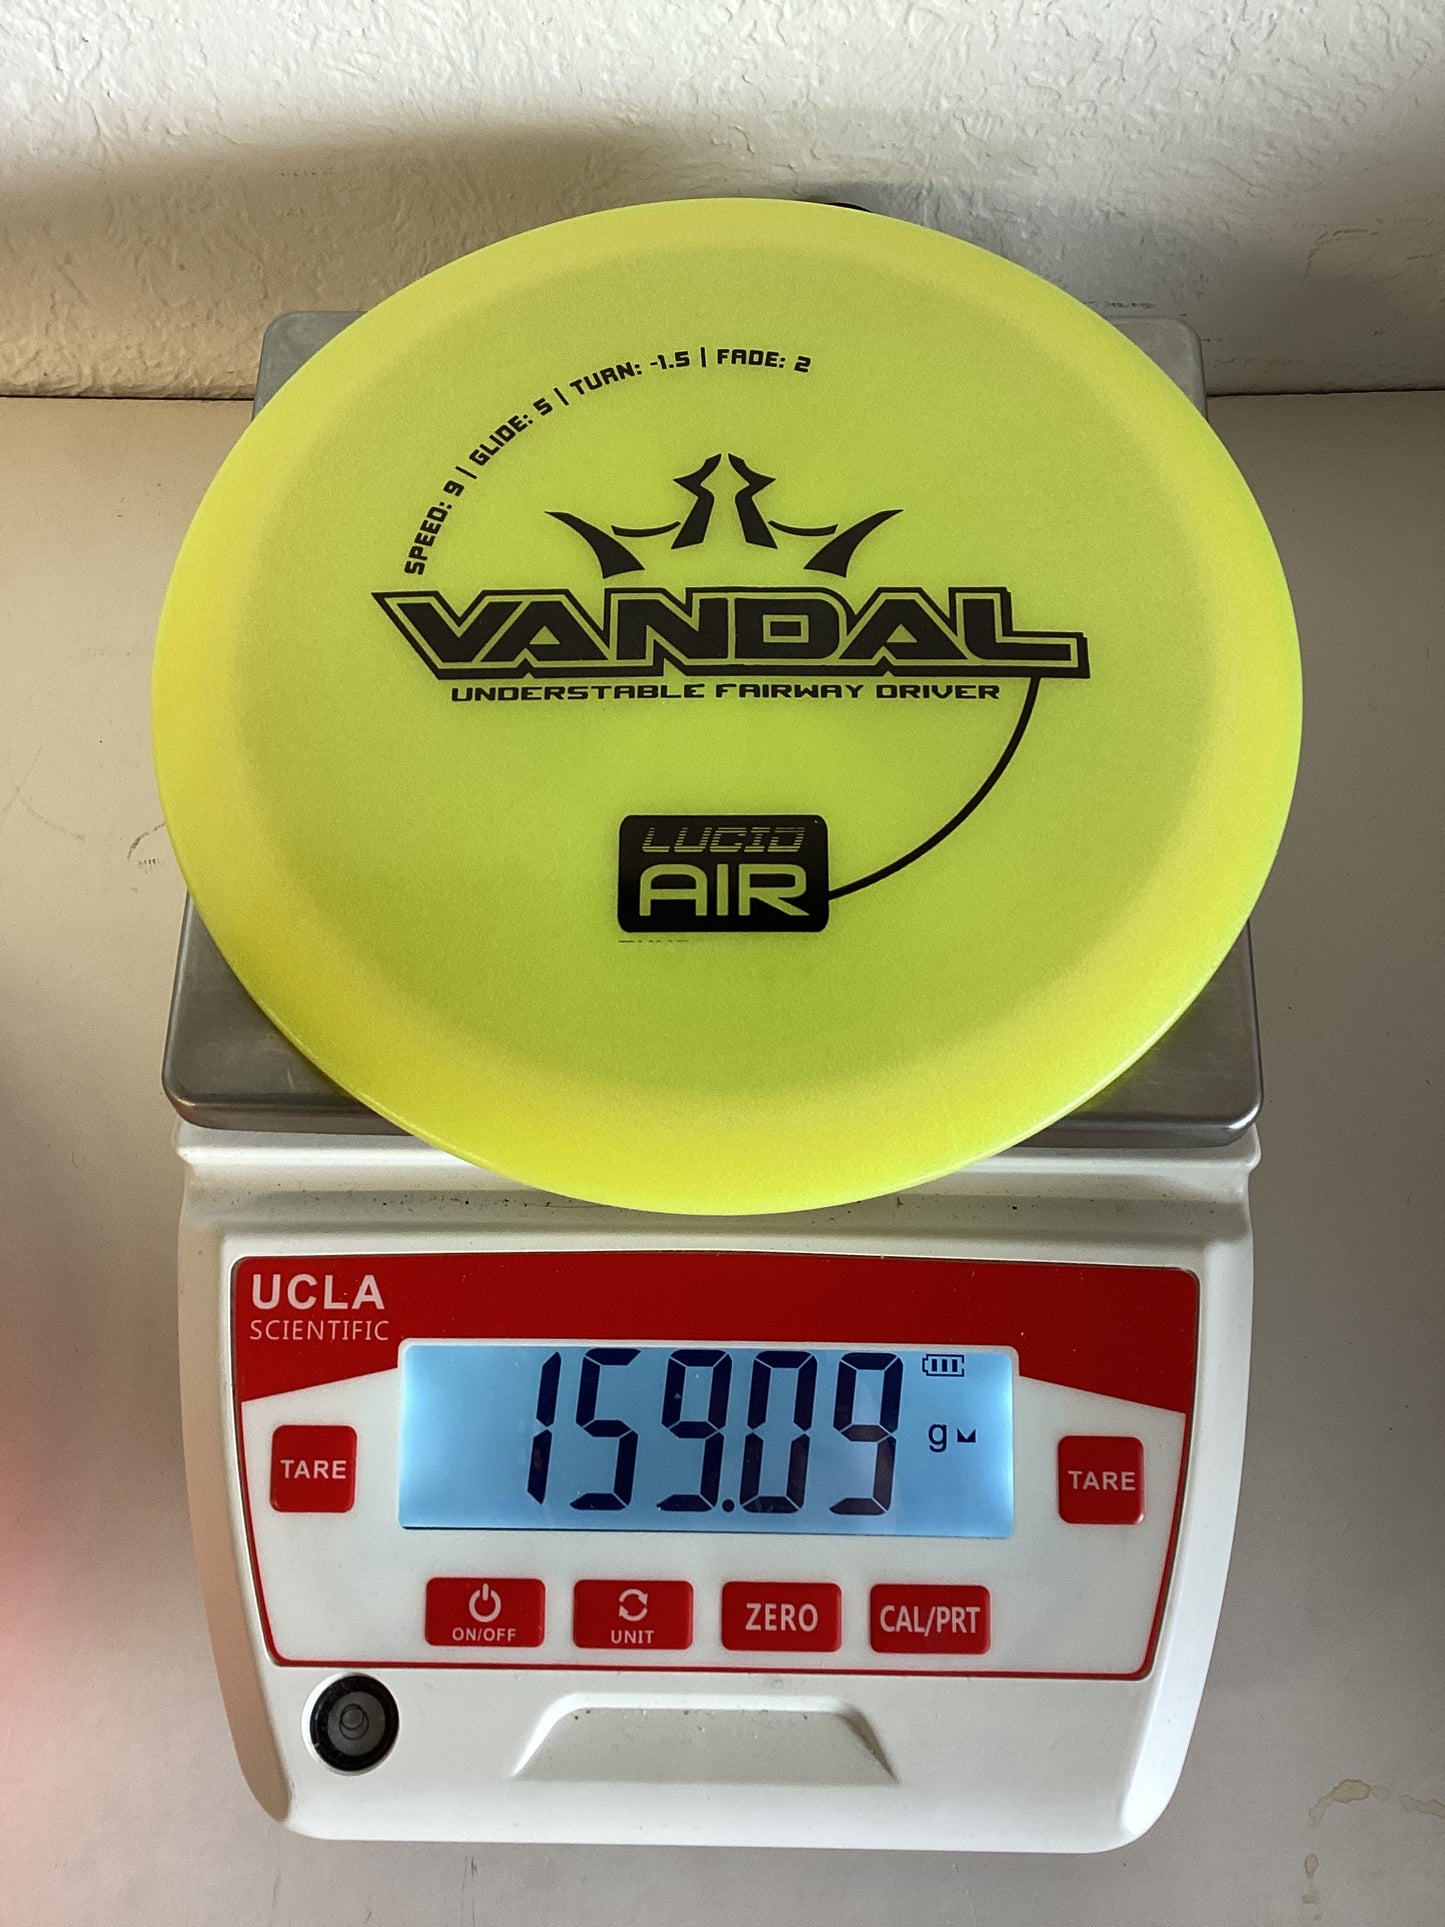 SPEED: 9 | GLIDE: 5 | TURN: -1.5 | FADE: 2
VANDAL
UNDERSTABLE FAIRWAY DRIVER
LUCID
AIR
UCLA
SCIENTIFIC
159.09 g
TARE
TARE
ON/OFF
UNIT
ZERO
CAL/PRT